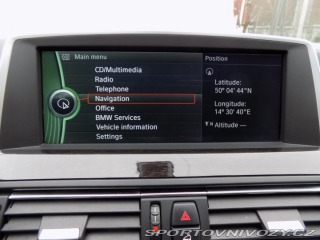 Main menu
CD/Multimedia
Radio
Telephone
Navigation
Office
BMW Services
Vehicle information
Settings
Position
Latitude:
50° 04' 44"N
Longitude:
14° 30' 40"E
Altitude ---
SPORTOVNIVOZY.CZ